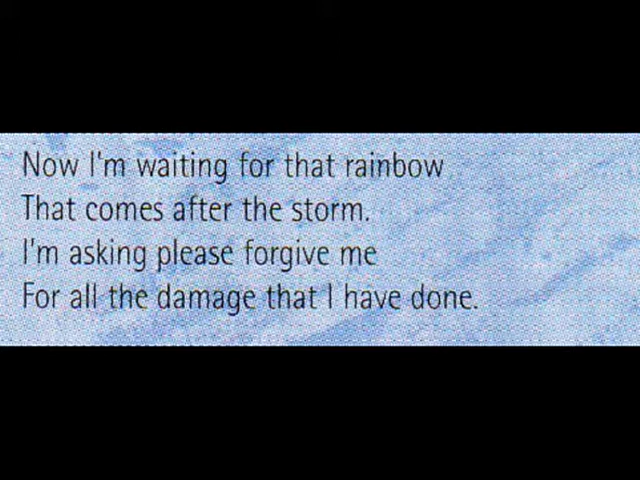 Now I'm waiting for that rainbow
That comes after the storm.
I'm asking please forgive me
For all the damage that I have done.